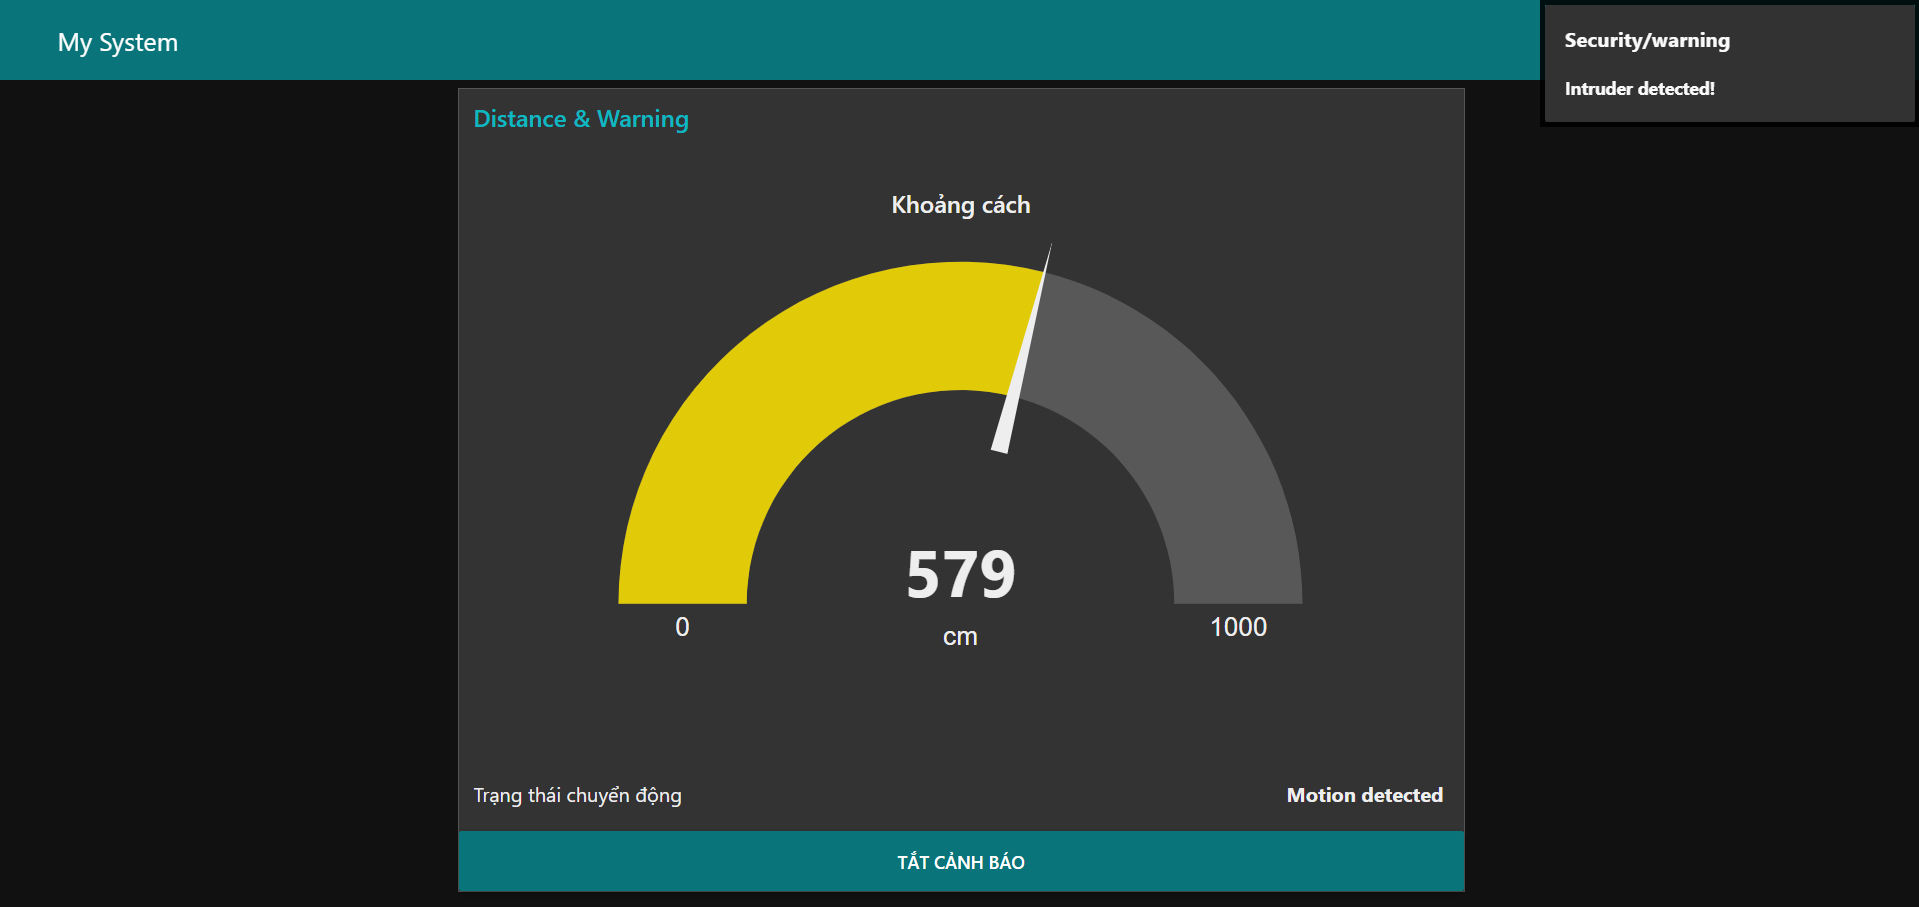 My System
Security/warning
Intruder detected!
Distance & Warning
Khoảng cách
579
0
1000
cm
Trạng thái chuyển động
Motion detected
TẮT CẢNH BÁO